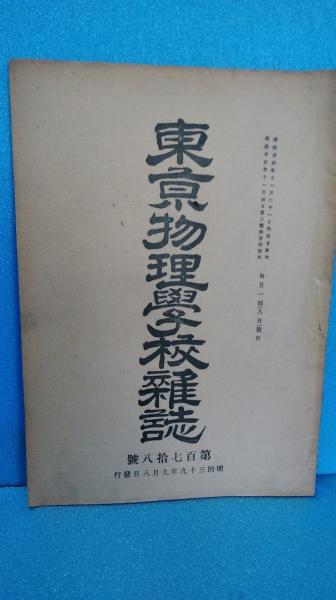 每月一回八日發行
東京物理學校雜誌
第百七拾八號
明治三十九年九月八日發行